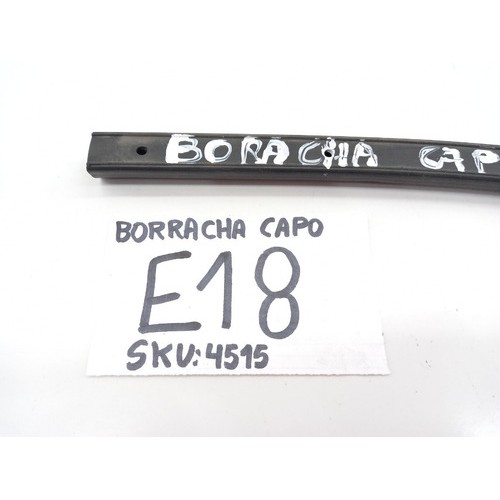 BORACHA CAP
BORRACHA CAPO
E18
SKU: 4515